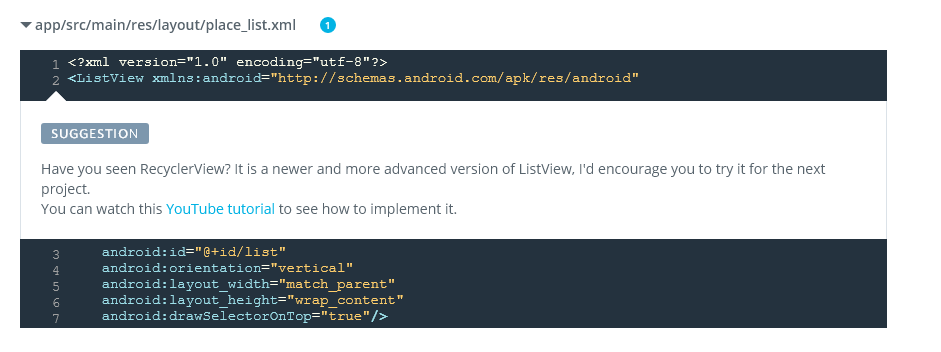 app/src/main/res/layout/place_list.xml 1
1 <?xml version="1.0" encoding="utf-8"?>
2 <ListView xmlns:android="http://schemas.android.com/apk/res/android"
SUGGESTION
Have you seen RecyclerView? It is a newer and more advanced version of ListView, I'd encourage you to try it for the next
project.
You can watch this YouTube tutorial to see how to implement it.
3 android:id="@+id/list"
4 android:orientation="vertical"
5 android:layout_width="match_parent"
6 android:layout_height="wrap_content"
7 android:drawSelectorOnTop="true"/>